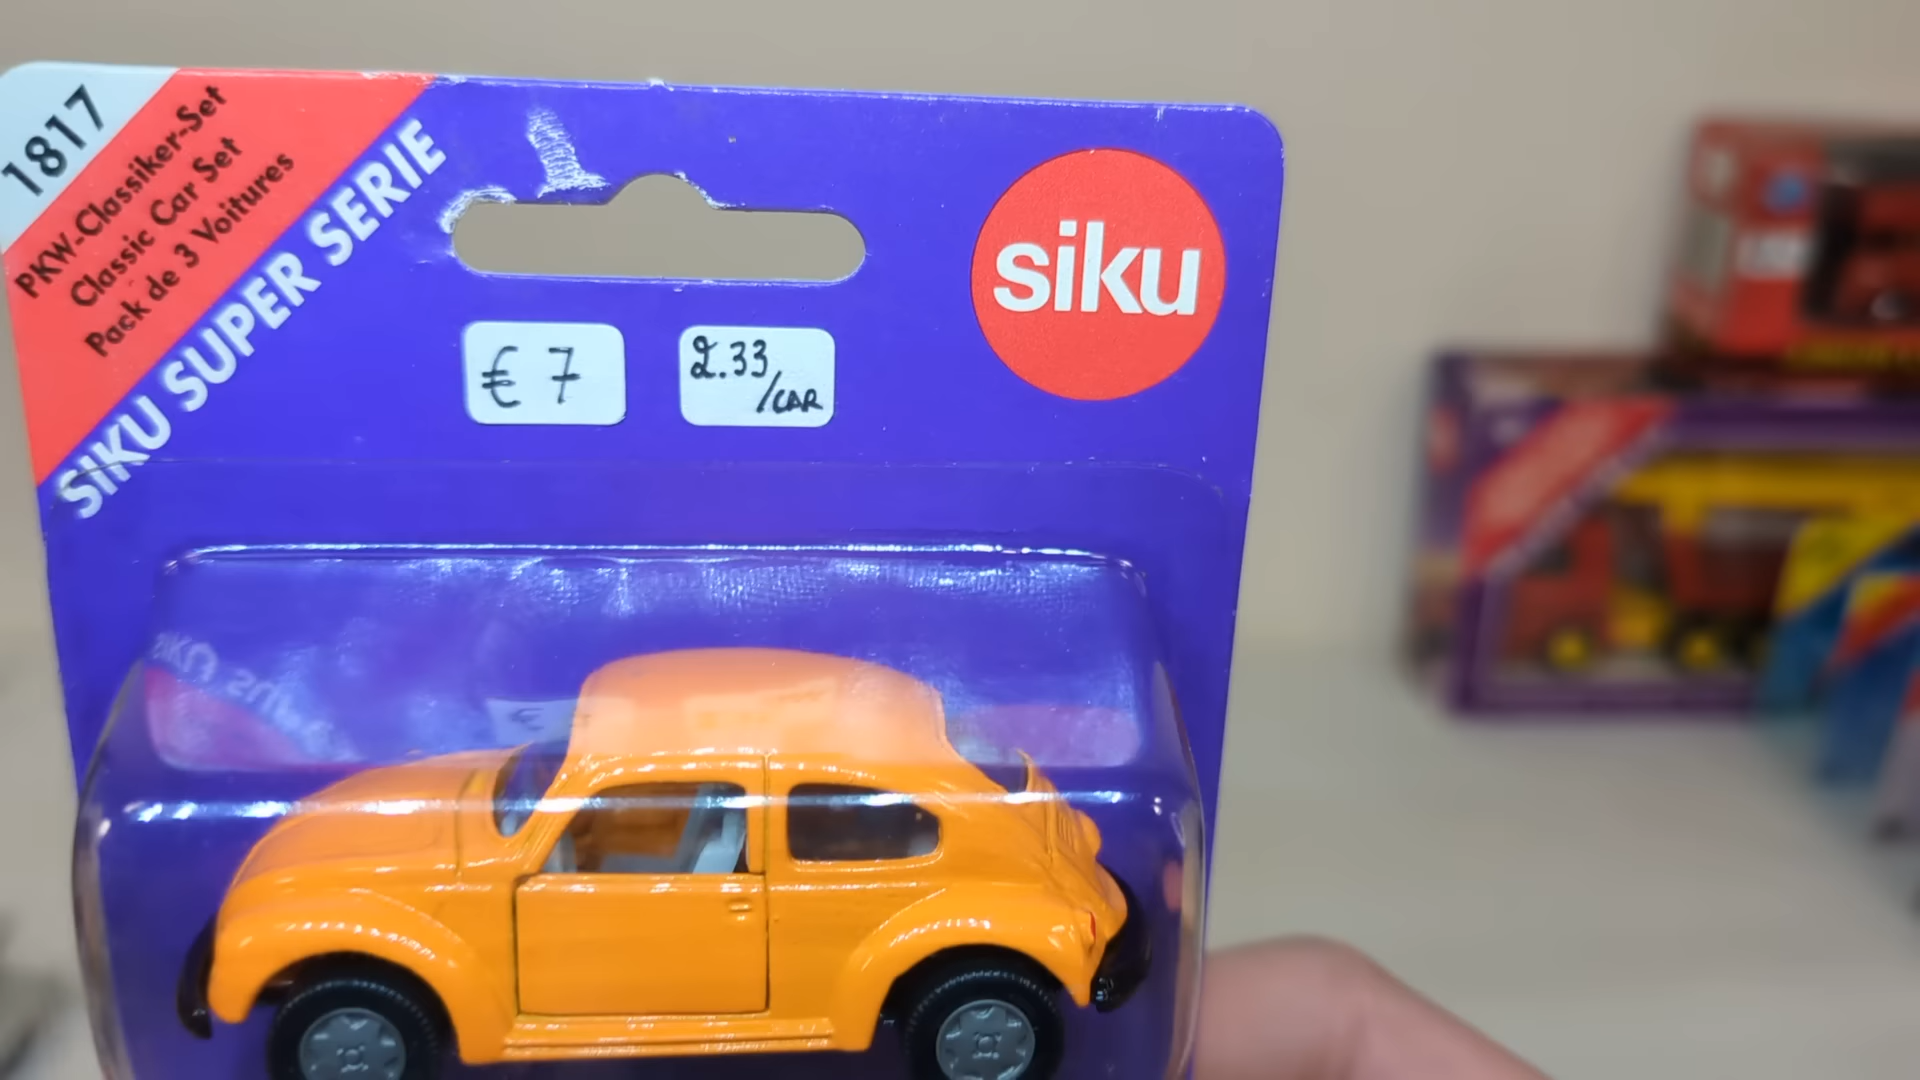 1817
PKW-Classiker-Set
Classic Car Set
Pack de 3 Voitures
SIKU SUPER SERIE
siku
€ 7
2.33
/CAR